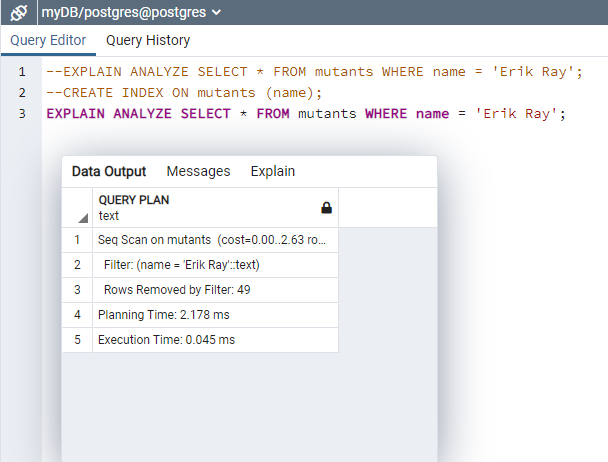 myDB/postgres@postgres
Query Editor Query History
1 --EXPLAIN ANALYZE SELECT * FROM mutants WHERE name = 'Erik Ray';
2 --CREATE INDEX ON mutants (name);
3 EXPLAIN ANALYZE SELECT * FROM mutants WHERE name = 'Erik Ray';
Data Output Messages Explain
QUERY PLAN
text
1 Seq Scan on mutants (cost=0.00..2.63 ro...
2 Filter: (name = 'Erik Ray'::text)
3 Rows Removed by Filter: 49
4 Planning Time: 2.178 ms
5 Execution Time: 0.045 ms